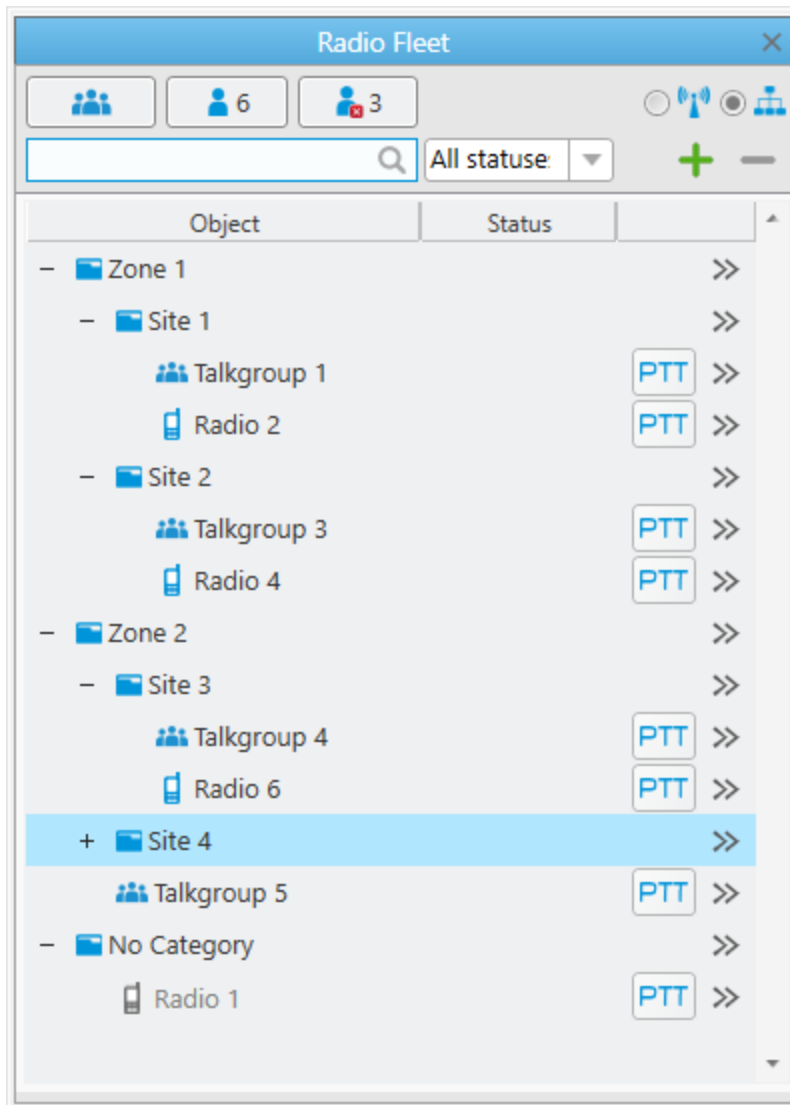 Radio Fleet
6 3
All statuse
Object Status
Zone 1
Site 1
Talkgroup 1 PTT
Radio 2 PTT
Site 2
Talkgroup 3 PTT
Radio 4 PTT
Zone 2
Site 3
Talkgroup 4 PTT
Radio 6 PTT
Site 4
Talkgroup 5 PTT
No Category
Radio 1 PTT